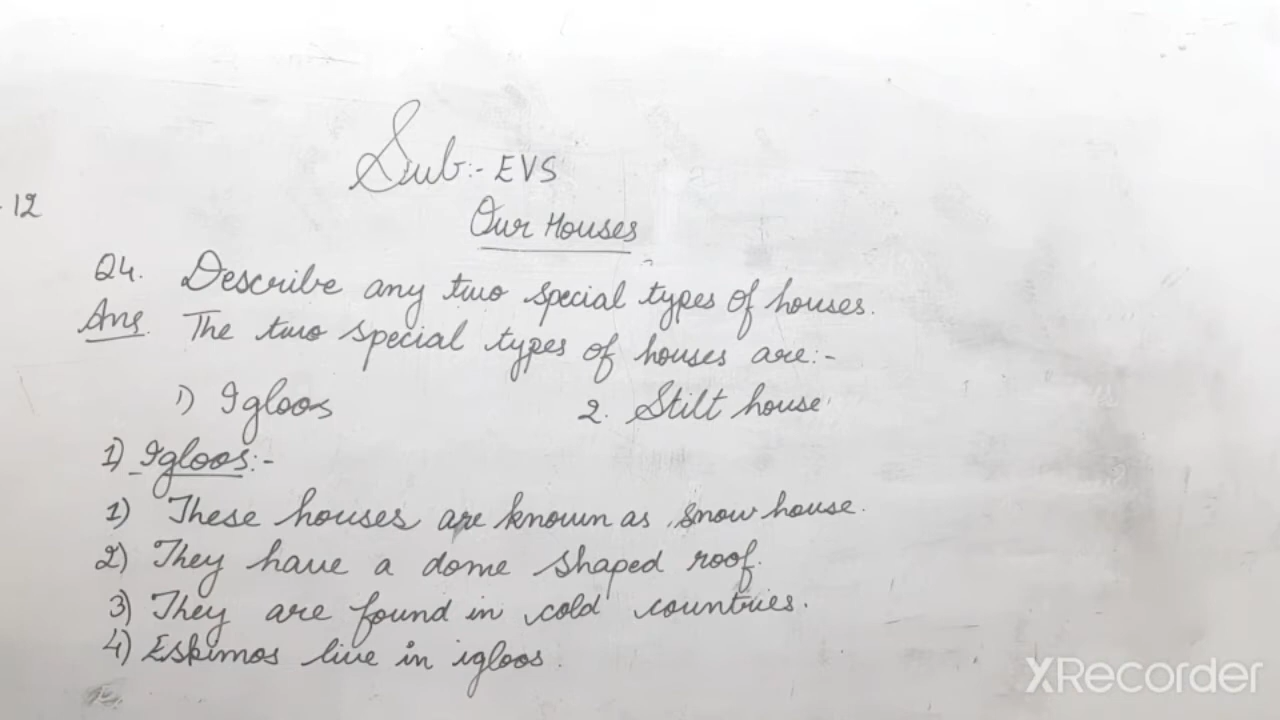 Sub:- EVS
- 12
Our Houses
Q4. Describe any two special types of houses.
Ans. The two special types of houses are:-
1) Igloos 2. Stilt house
1) Igloos:-
1) These houses are known as snow house.
2) They have a dome shaped roof.
3) They are found in cold countries.
4) Eskimos live in igloos.
XRecorder